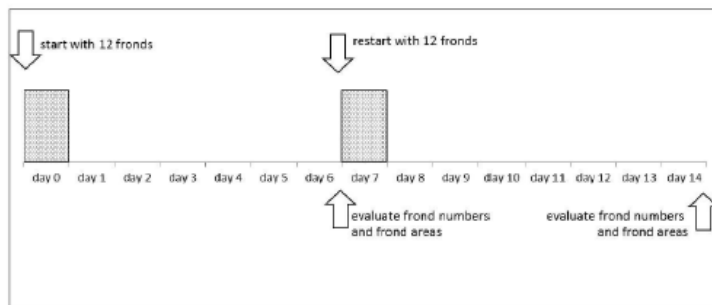 start with 12 fronds
restart with 12 fronds
day 0 day 1 day 2 day 3 day 4 day 5 day 6 day 7 day 8 day 9 day 10 day 11 day 12 day 13 day 14
evaluate frond numbers
and frond areas
evaluate frond numbers
and frond areas